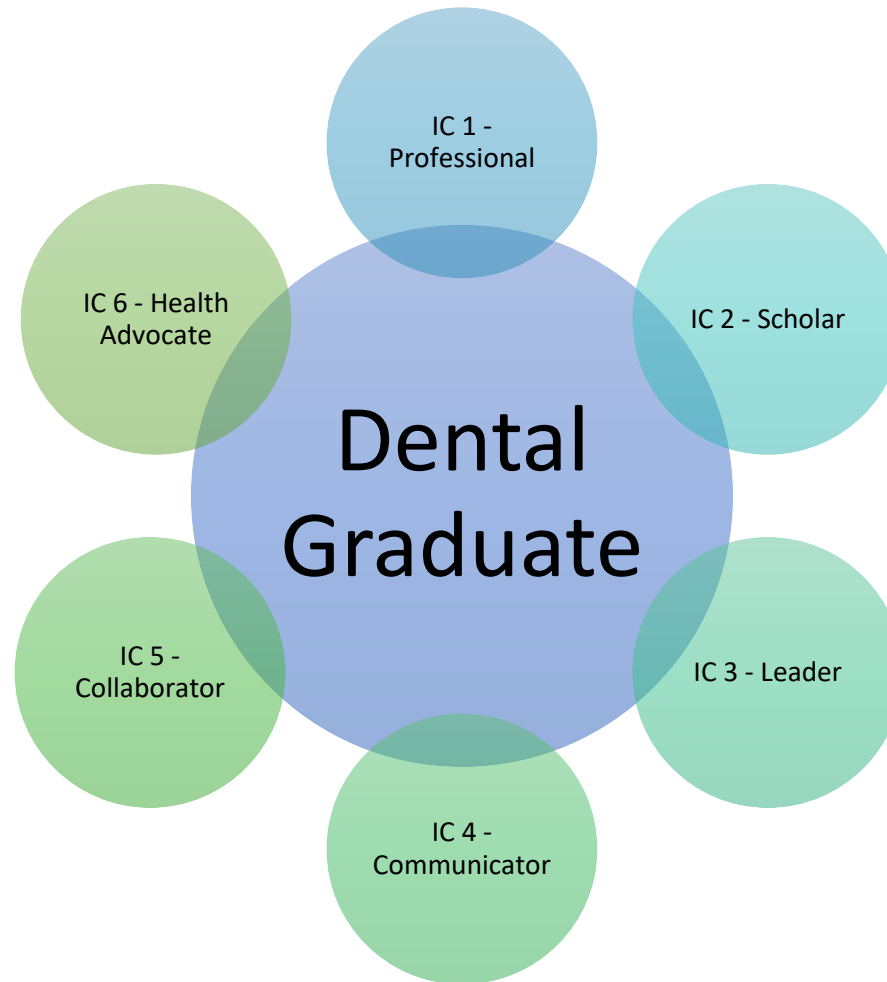 IC 1 -
Professional
IC 6 - Health
Advocate
IC 2 - Scholar
Dental
Graduate
IC 5 -
Collaborator
IC 3 - Leader
IC 4 -
Communicator